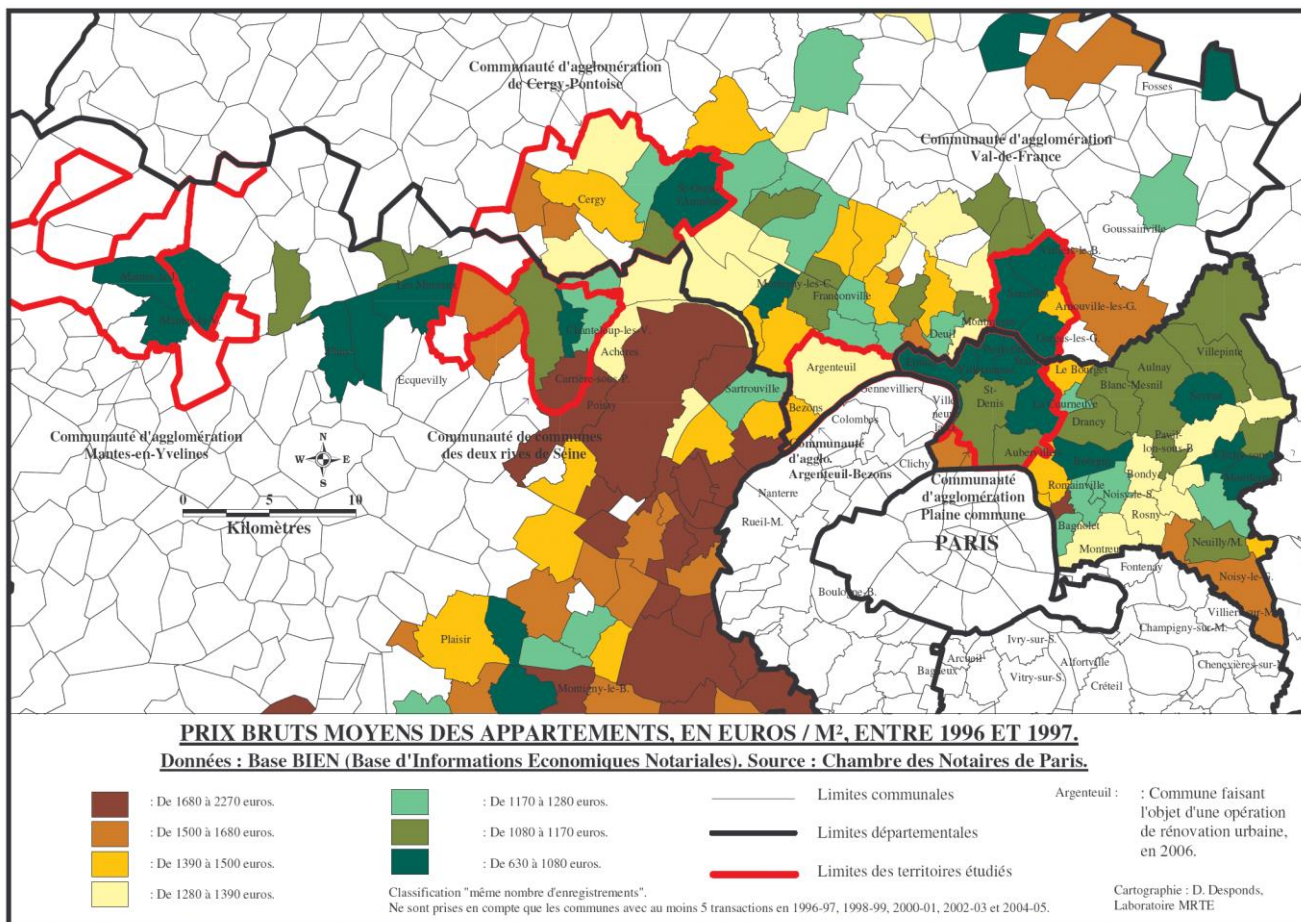 Communauté d'agglomération
de Cergy-Pontoise
Fosses
Communauté d'agglomération
Val-de-France
Cergy
Goussainville
Franconville
Arnouville-les-G.
Deuil
Villepinte
Chanteloup-les-V.
Achères
Argenteuil
Le Bourget
Aulnay
Blanc-Mesnil
Ecquevilly
Poissy
Sartrouville
Gennevilliers
St-
Denis
La Courneuve
Drancy
Bezons
Colombes
Communauté d'agglomération
Mantes-en-Yvelines
Communauté de communes
des deux rives de Seine
Communauté
d'agglo.
Argenteuil-Bezons
Clichy
Bondy
N
W E
S
0 5 10
Kilomètres
Nanterre
Rueil-M.
Communauté
d'agglomération
Plaine commune
PARIS
Romainville
Noisy-le-S.
Rosny
Bagnolet
Montreuil
Neuilly/M.
Fontenay
Boulogne-B.
Plaisir
Noisy-le-G.
Villiers-sur-M.
Champigny-sur-M.
Ivry-sur-S.
Arcueil
Alfortville
Bagneux
Vitry-sur-S.
Créteil
Montigny-le-B.
PRIX BRUTS MOYENS DES APPARTEMENTS, EN EUROS / M², ENTRE 1996 ET 1997.
Données : Base BIEN (Base d'Informations Economiques Notariales). Source : Chambre des Notaires de Paris.
: De 1680 à 2270 euros.
: De 1500 à 1680 euros.
: De 1390 à 1500 euros.
: De 1280 à 1390 euros.
: De 1170 à 1280 euros.
: De 1080 à 1170 euros.
: De 630 à 1080 euros.
Classification "même nombre d'enregistrements".
Ne sont prises en compte que les communes avec au moins 5 transactions en 1996-97, 1998-99, 2000-01, 2002-03 et 2004-05.
Limites communales
Limites départementales
Limites des territoires étudiés
Argenteuil : : Commune faisant
l'objet d'une opération
de rénovation urbaine,
en 2006.
Cartographie : D. Desponds,
Laboratoire MRTE